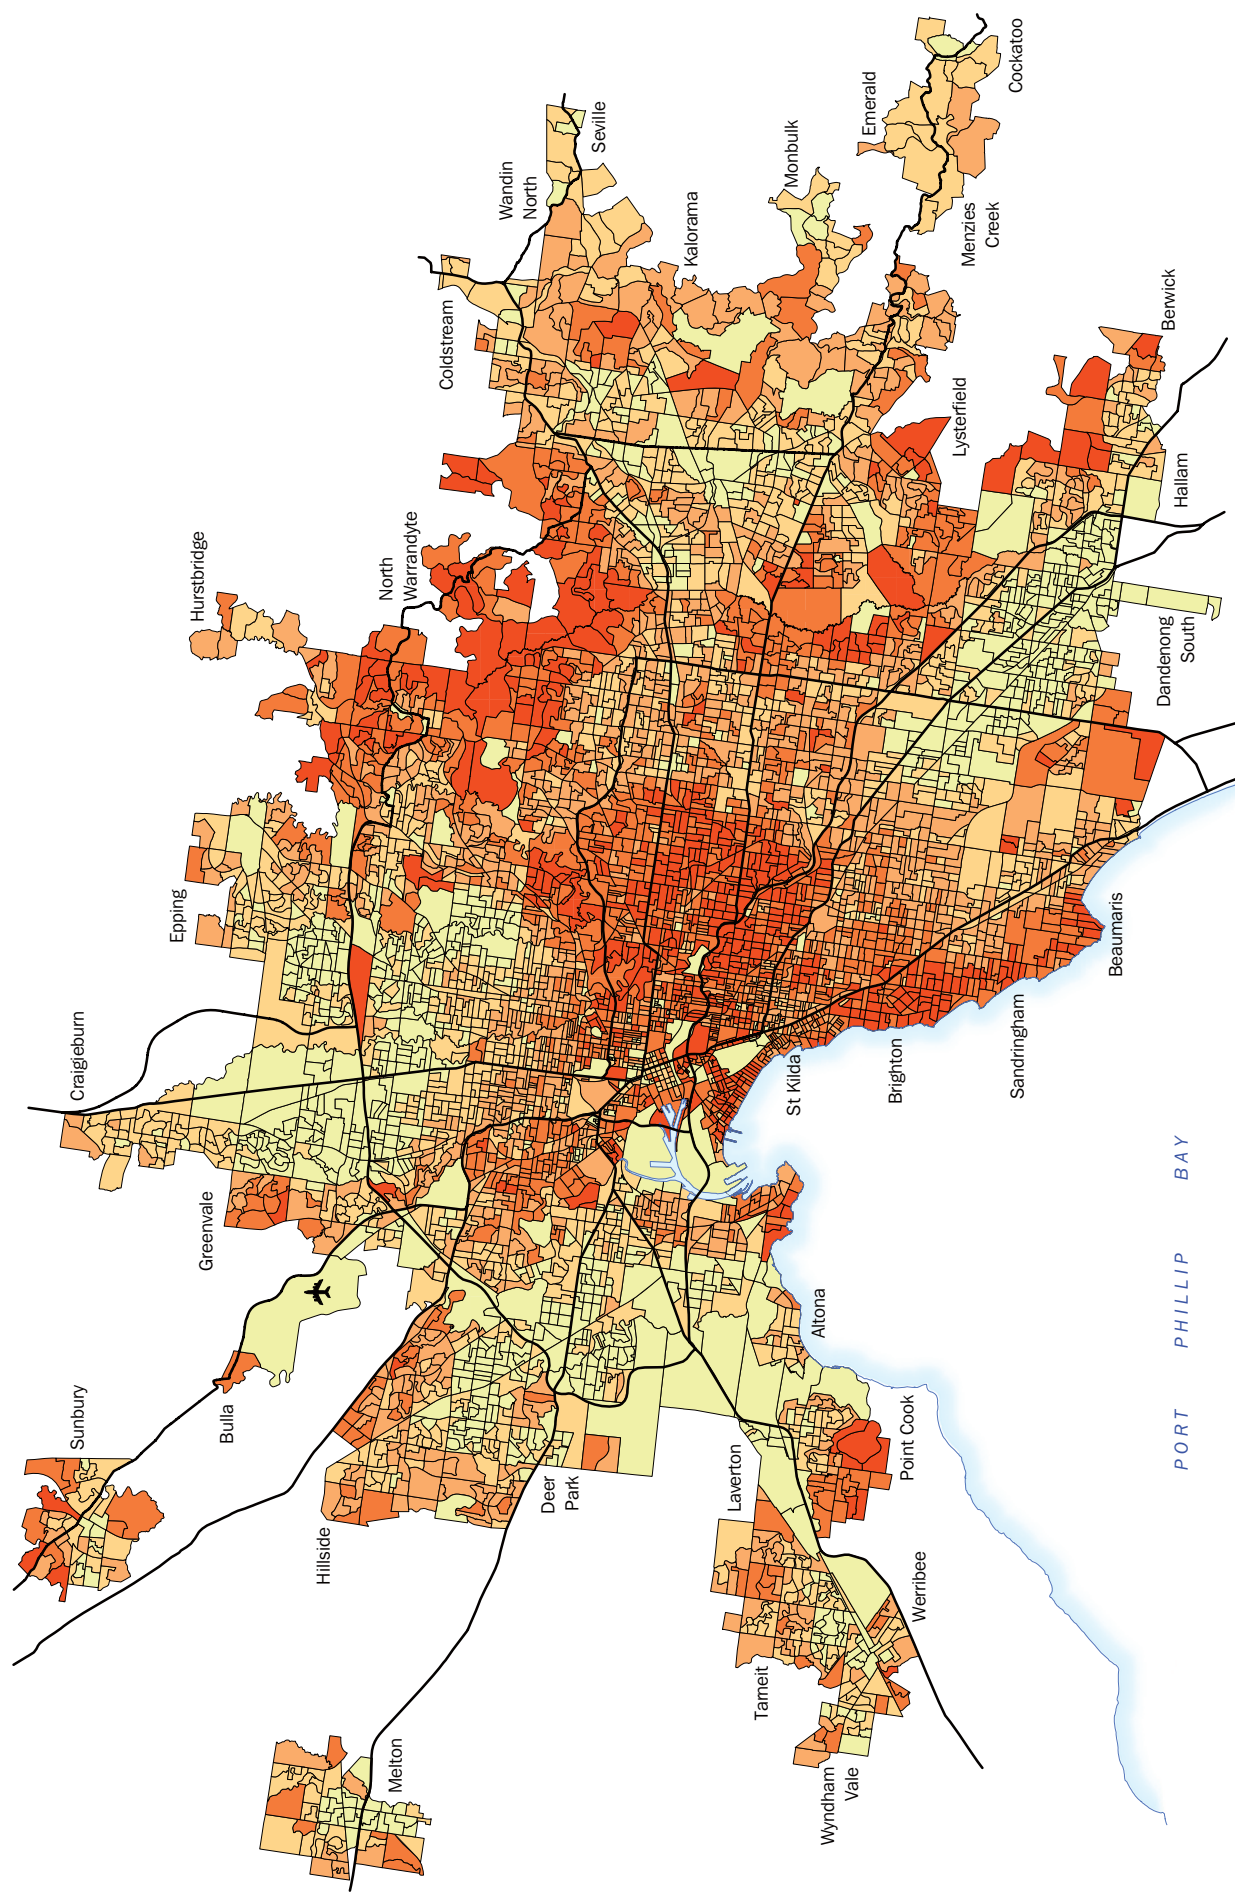 Cockatoo
Emerald
Menzies
Creek
Monbulk
Seville
Wandin
North
Kalorama
Coldstream
Berwick
Lysterfield
Hallam
Dandenong
South
North
Warrandyte
Hurstbridge
Epping
Craigieburn
Greenvale
Beaumaris
Sandringham
Brighton
St Kilda
PORT PHILLIP BAY
Altona
Bulla
Sunbury
Point Cook
Laverton
Deer
Park
Hillside
Werribee
Tarneit
Wyndham
Vale
Melton